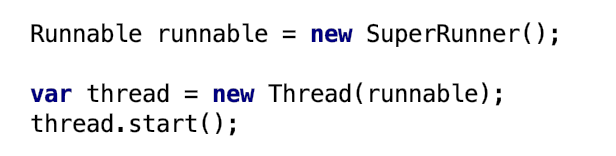 Runnable runnable = new SuperRunner();
var thread = new Thread(runnable);
thread.start();